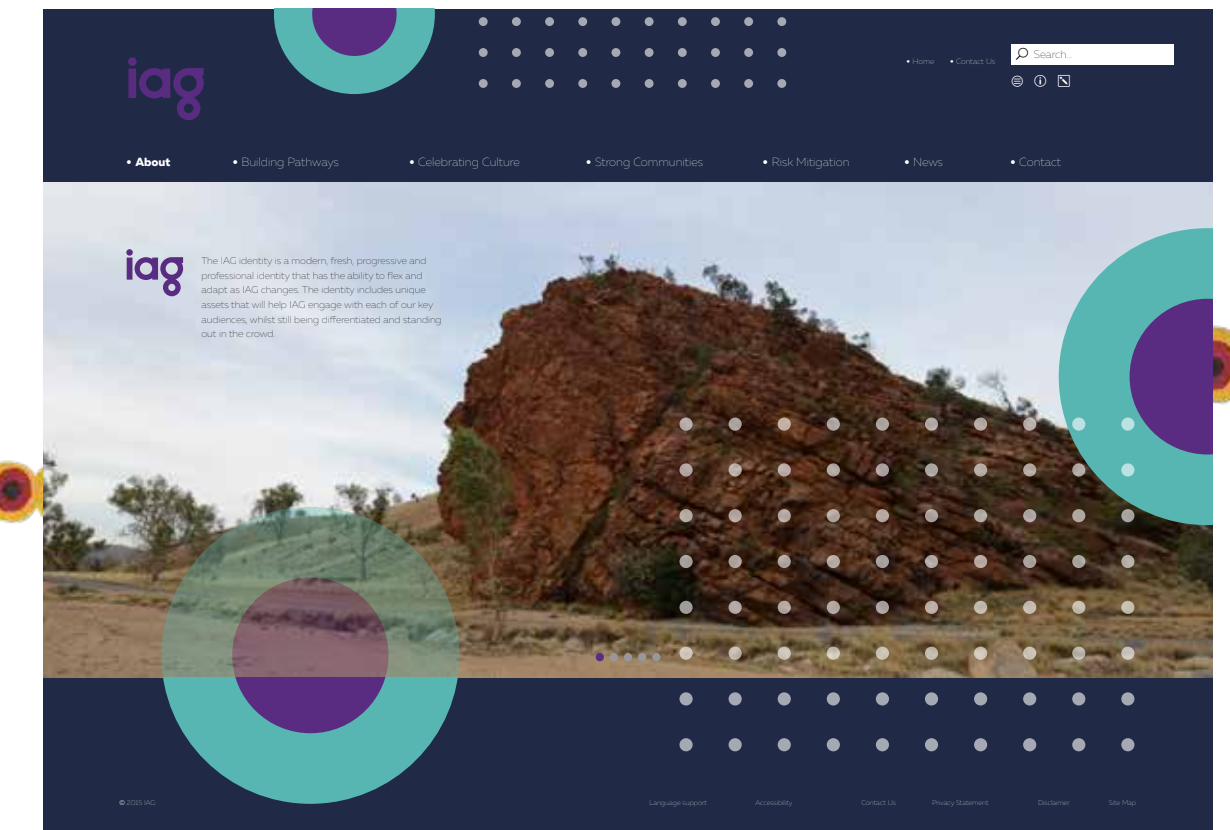 iag
• Home • Contact Us
Search...
• About • Building Pathways • Celebrating Culture • Strong Communities • Risk Mitigation • News • Contact
iag
The IAG identity is a modern, fresh, progressive and
professional identity that has the ability to flex and
adapt as IAG changes. The identity includes unique
assets that will help IAG engage with each of our key
audiences, whilst still being differentiated and standing
out in the crowd.
© 2015 IAG Language support Accessibility Contact Us Privacy Statement Disclaimer Site Map